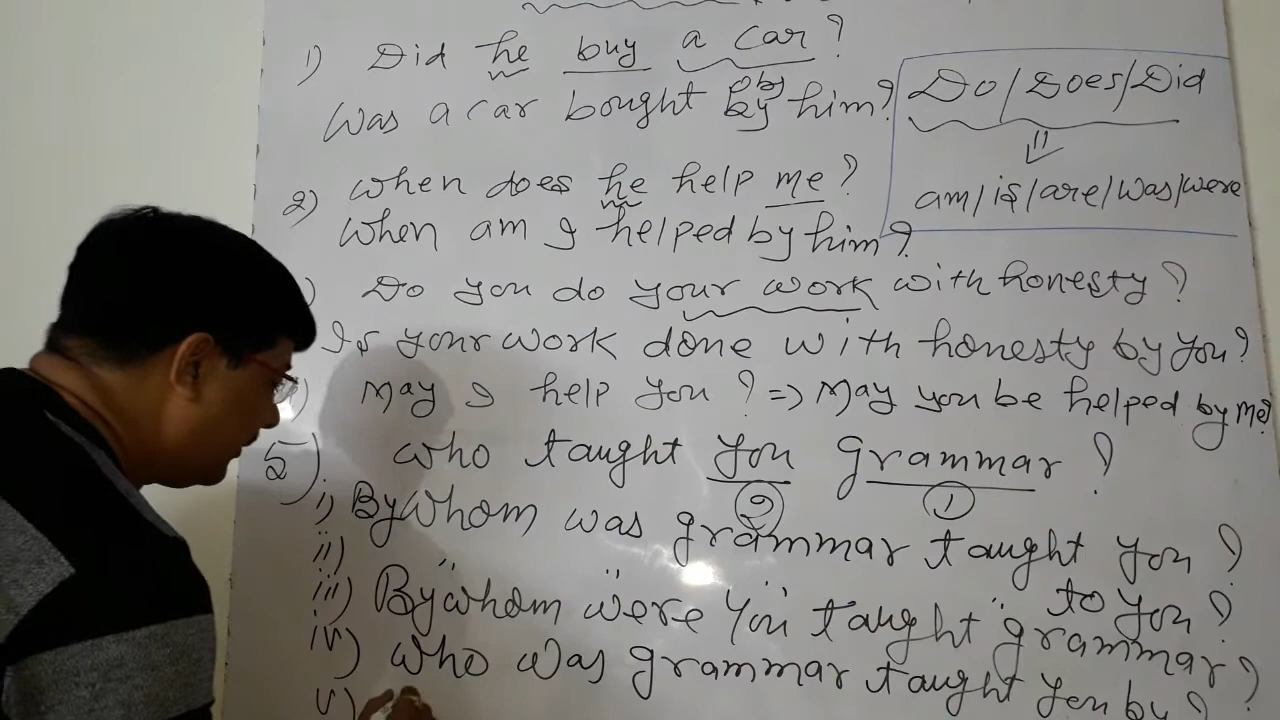 1) Did he buy a car?
obj
Was a car bought by him?
Do/Does/Did
am/is/are/was/were
2) When does he help me?
When am I helped by him?
) Do you do your work with honesty?
Is your work done with honesty by you?
) May I help you? => May you be helped by me?
5). Who taught you grammar?
2 1
i) By whom was grammar taught you?
ii) " " " " " to you?
iii) By whom were you taught grammar?
iv) Who was grammar taught you by?
v)